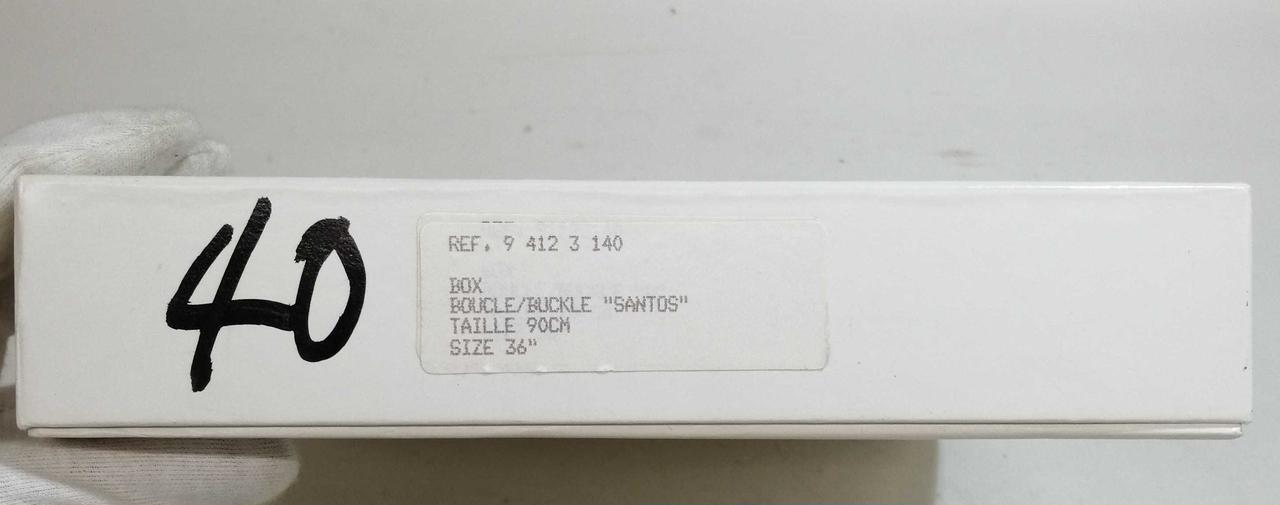 40
REF. 9 412 3 140
BOX
BOUCLE/BUCKLE "SANTOS"
TAILLE 90CM
SIZE 36"